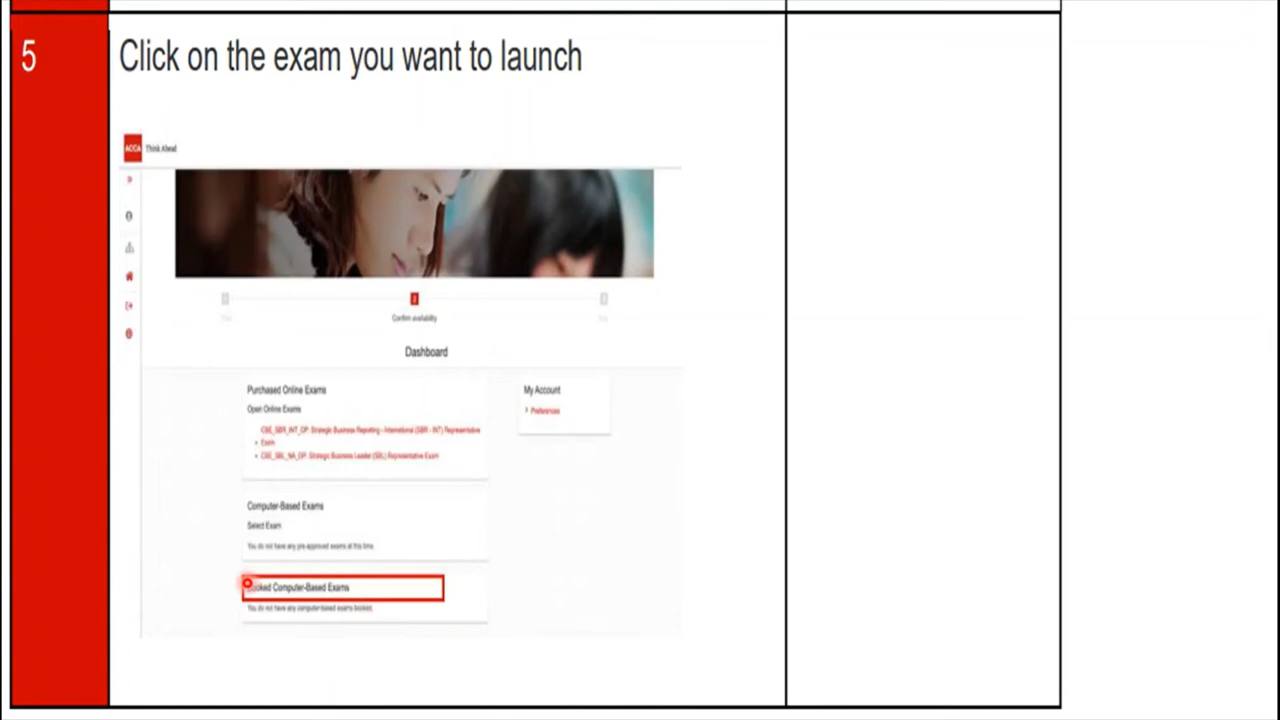 5
Click on the exam you want to launch
ACCA Think Ahead
2
Confirm availability
Dashboard
Purchased Online Exams
Open Online Exams
CBE_SBR_INT_OP: Strategic Business Reporting - International (SBR - INT) Representative
Exam
CBE_SBL_NA_OP: Strategic Business Leader (SBL) Representative Exam
My Account
Preferences
Computer-Based Exams
Select Exam
You do not have any pre-approved exams at this time.
Booked Computer-Based Exams
You do not have any computer-based exams booked.